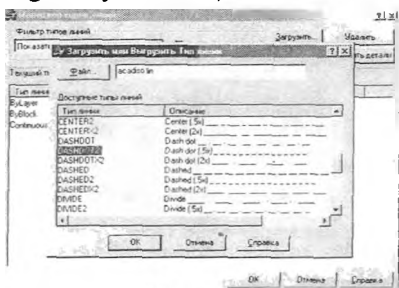 Фильтр типов линий
Загрузить...
Удалить
Показать
Загрузить или Выгрузить Тип линии
Файл...
acadiso.lin
Доступные типы линий
Тип линии
Описание
ByLayer
ByBlock
Continuous
CENTER2 Center (.5x)
CENTERX2 Center (2x)
DASHDOT Dash dot
DASHDOT2 Dash dot (.5x)
DASHDOTX2 Dash dot (2x)
DASHED Dashed
DASHED2 Dashed (.5x)
DASHEDX2 Dashed (2x)
DIVIDE Divide
DIVIDE2 Divide (.5x)
OK
Отмена
Справка
OK
Отмена
Справка